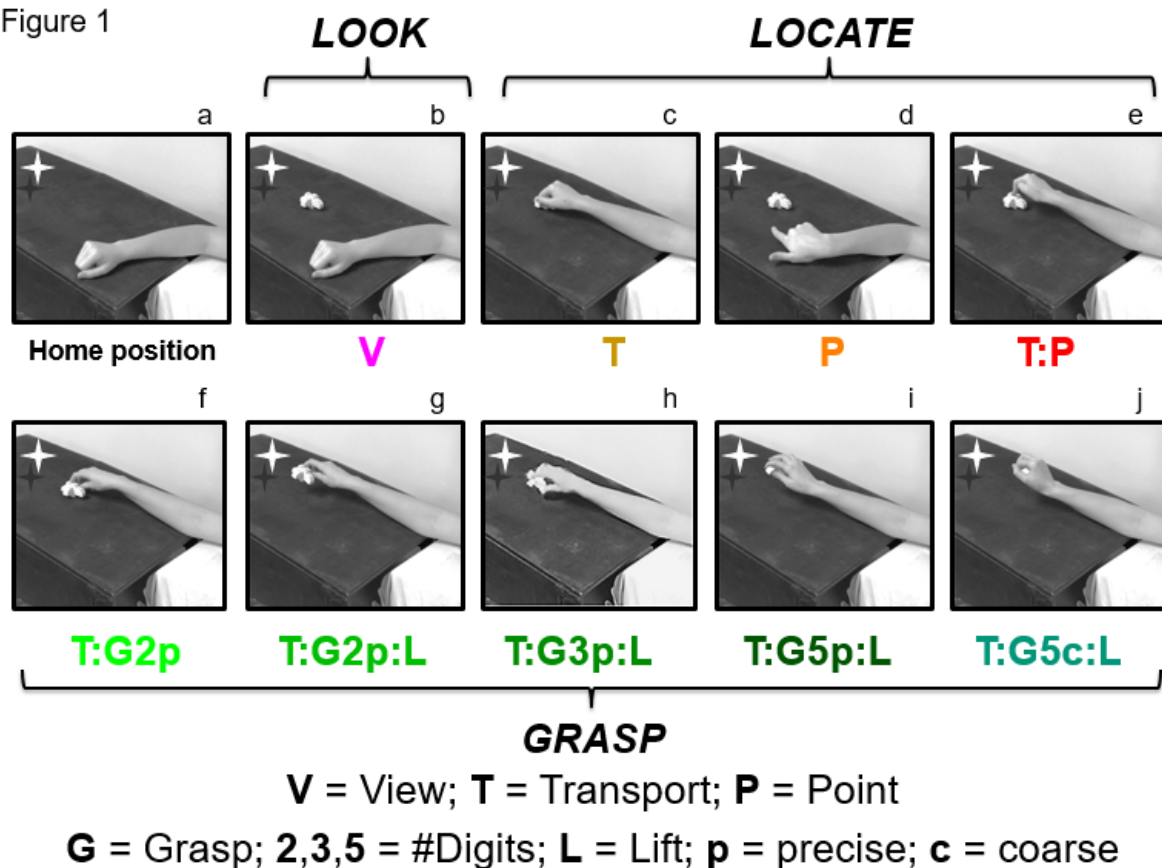 Figure 1
LOOK LOCATE
a b c d e
Home position V T P T:P
f g h i j
T:G2p T:G2p:L T:G3p:L T:G5p:L T:G5c:L
GRASP
V = View; T = Transport; P = Point
G = Grasp; 2,3,5 = #Digits; L = Lift; p = precise; c = coarse